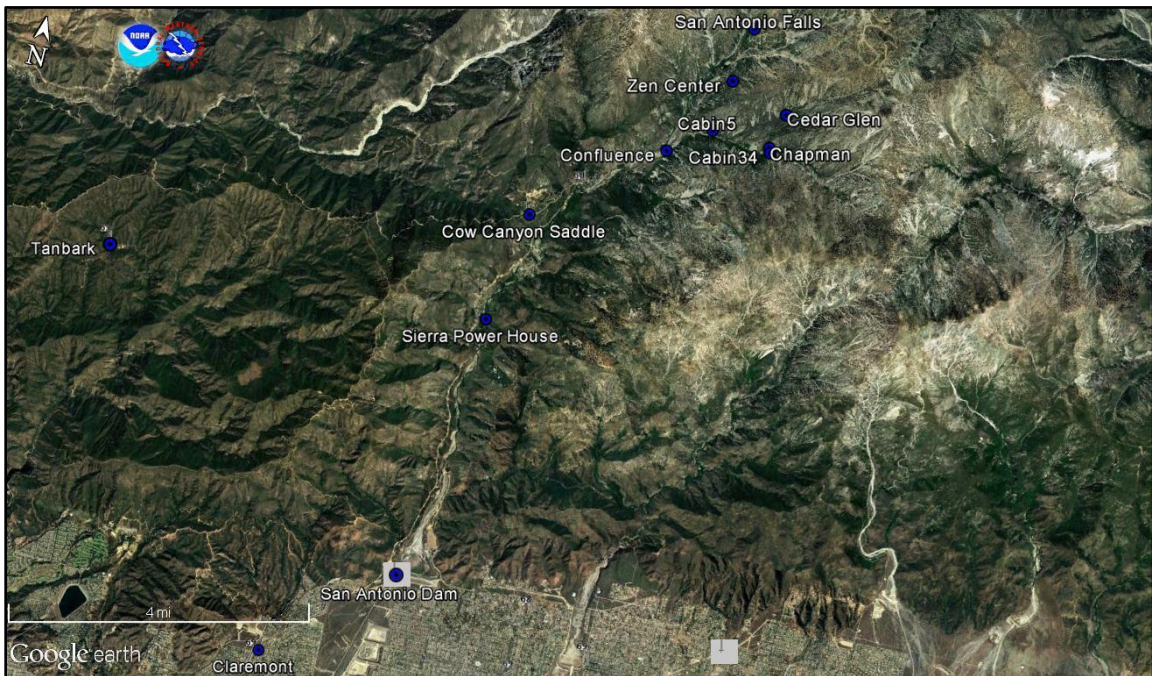 N
NOAA
San Antonio Falls
Zen Center
Cabin5
Cedar Glen
Confluence
Cabin34
Chapman
Cow Canyon Saddle
Tanbark
Sierra Power House
San Antonio Dam
4 mi
Google earth
Claremont